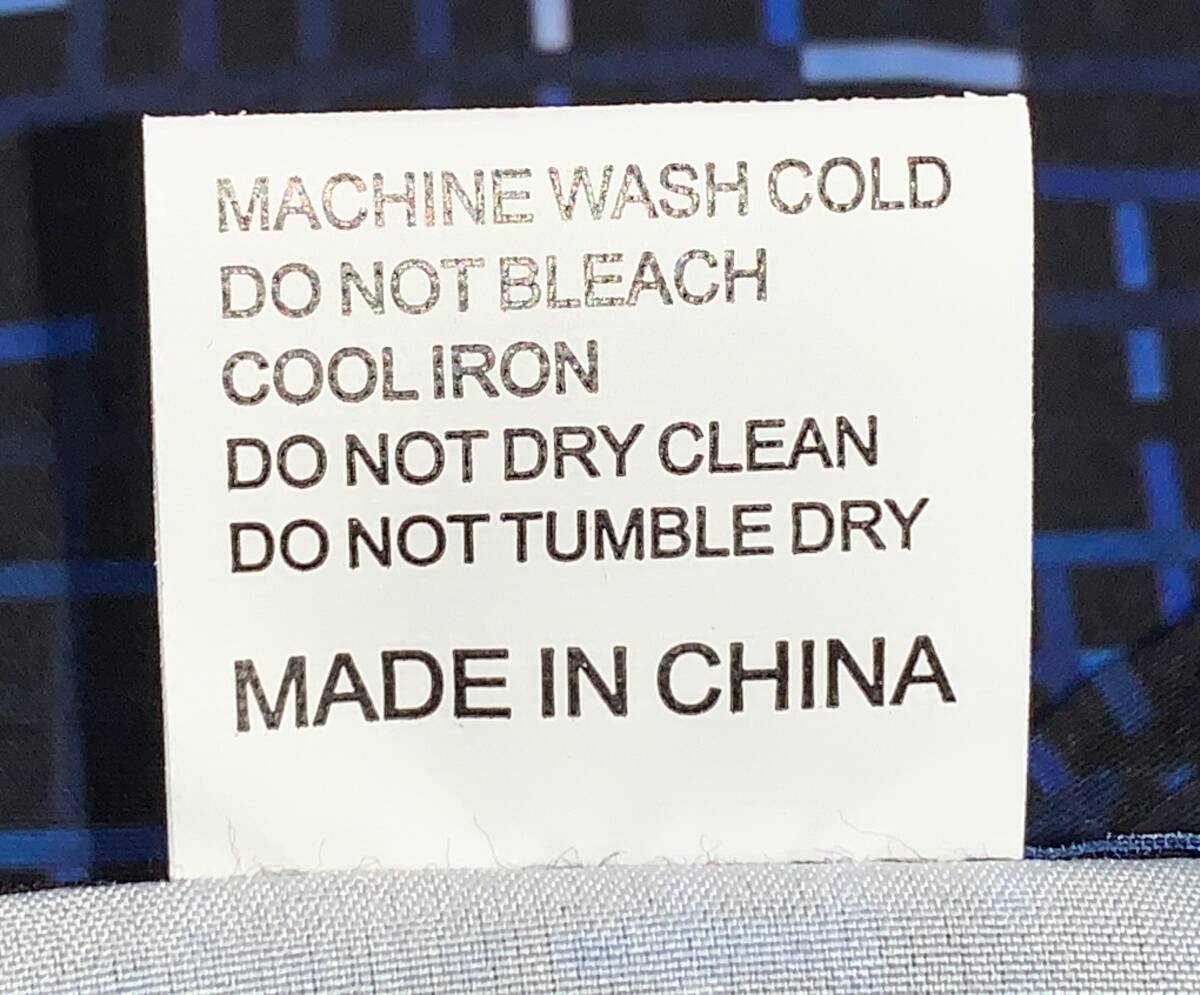 MACHINE WASH COLD
DO NOT BLEACH
COOL IRON
DO NOT DRY CLEAN
DO NOT TUMBLE DRY
MADE IN CHINA